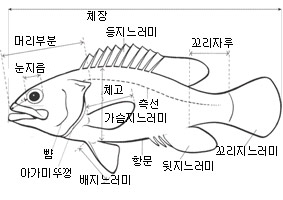 체장
등지느러미
머리부분
꼬리자루
눈지름
체고
측선
가슴지느러미
뺨
아가미뚜껑
배지느러미
항문
뒷지느러미
꼬리지느러미